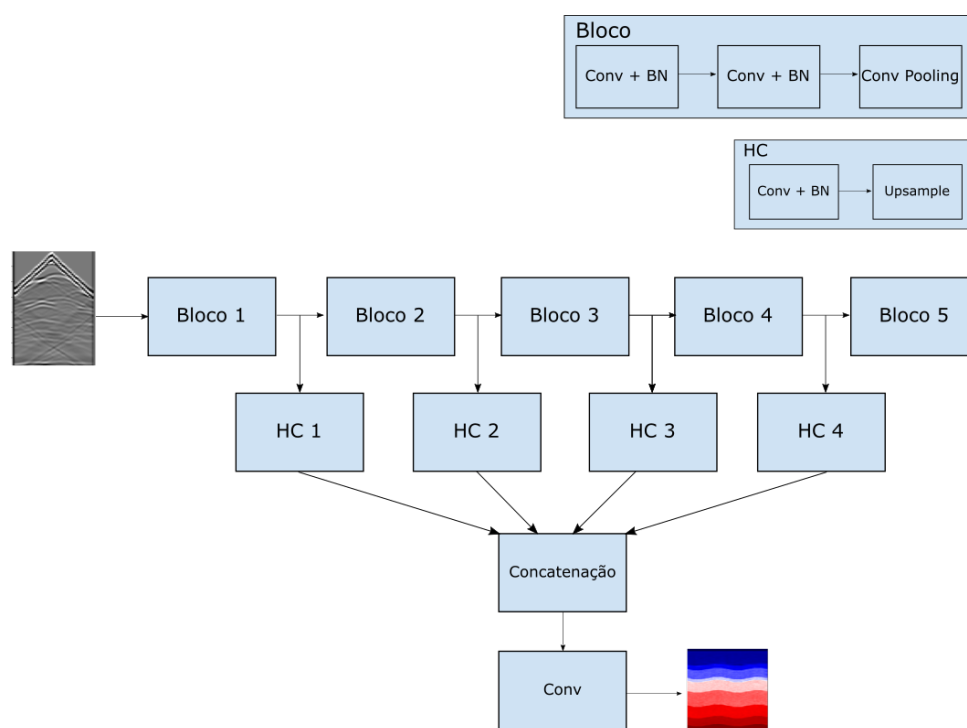 Bloco
Conv + BN
Conv + BN
Conv Pooling
HC
Conv + BN
Upsample
Bloco 1
Bloco 2
Bloco 3
Bloco 4
Bloco 5
HC 1
HC 2
HC 3
HC 4
Concatenação
Conv